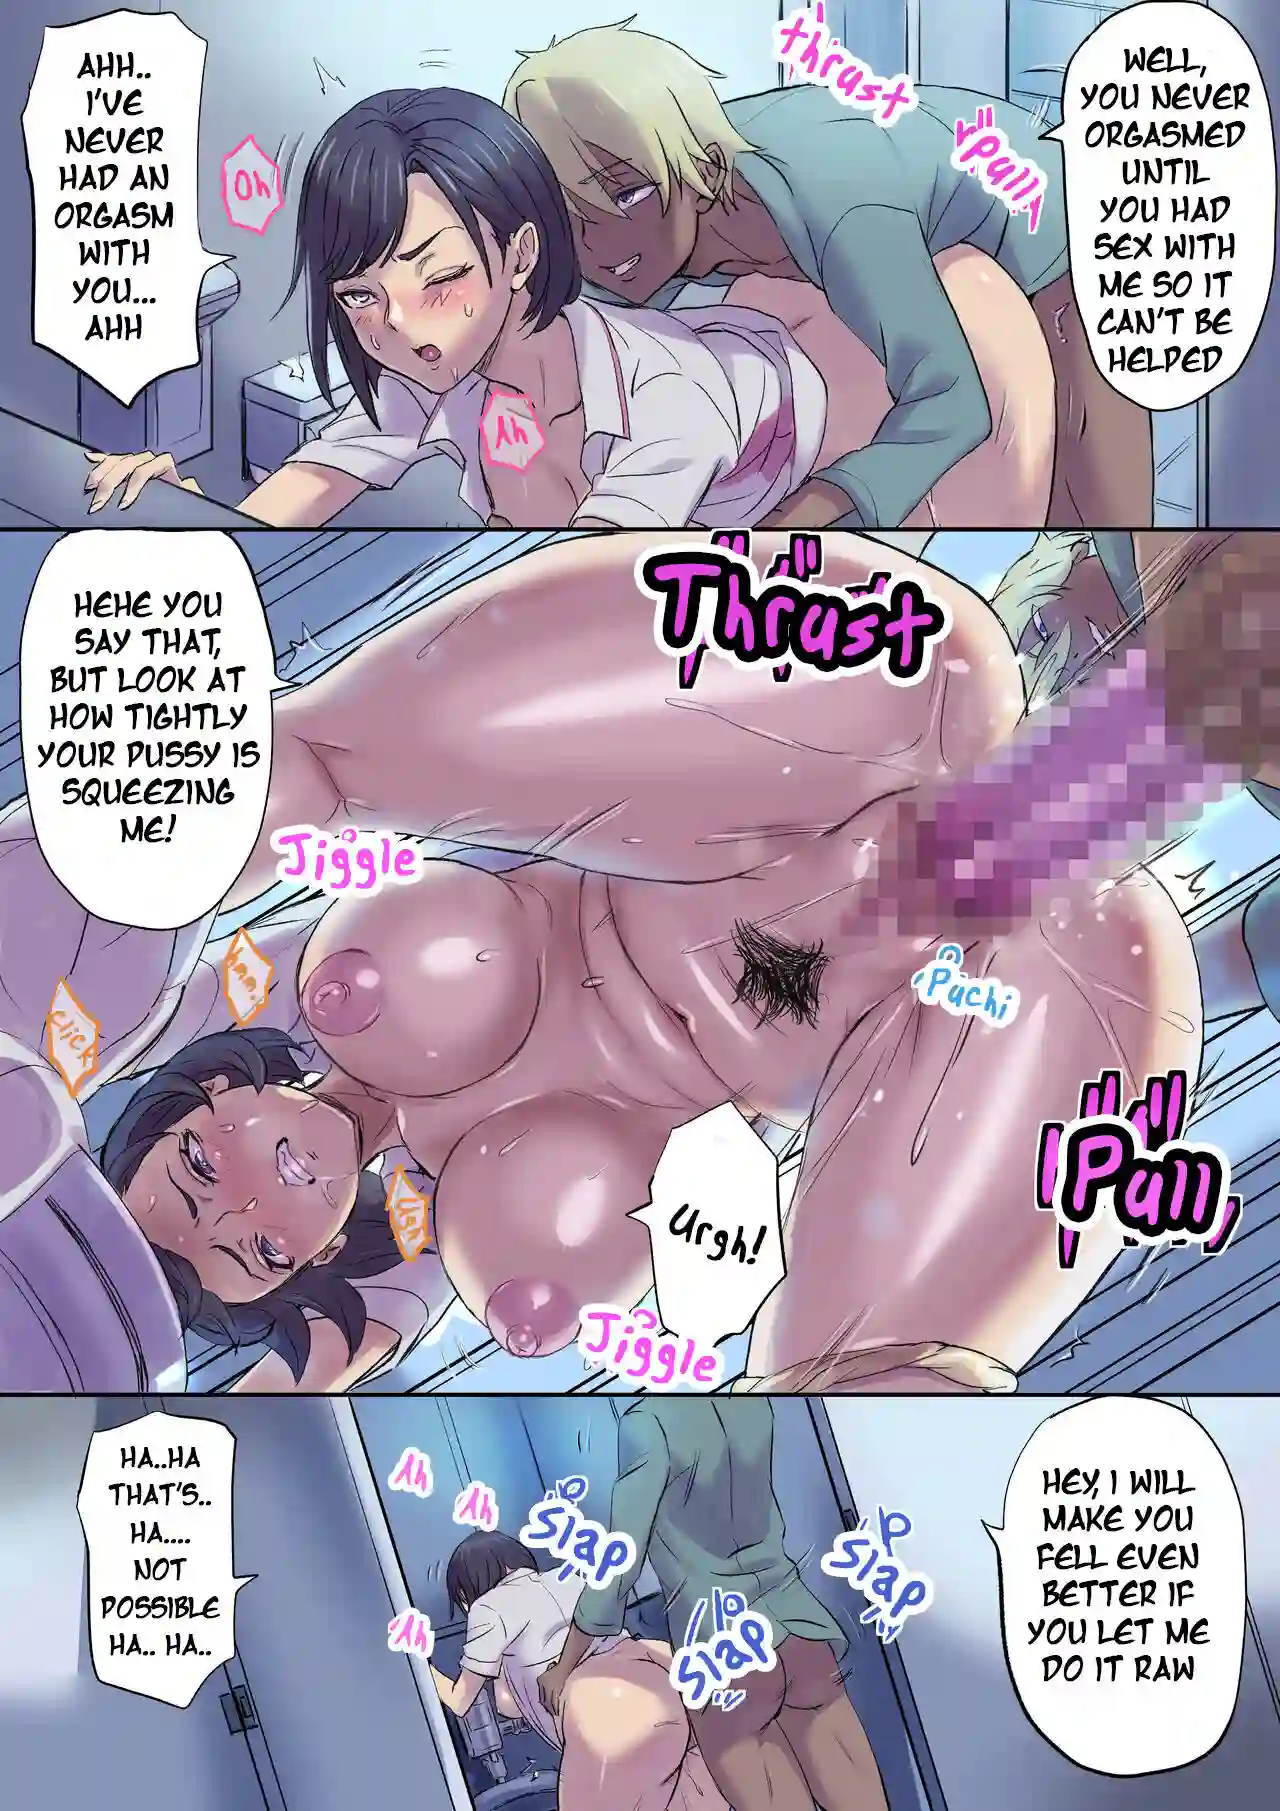 WELL,
YOU NEVER
ORGASMED
UNTIL
YOU HAD
SEX WITH
ME SO IT
CAN'T BE
HELPED
thrust
Pull
AHH..
I'VE
NEVER
HAD AN
ORGASM
WITH
YOU...
AHH
Oh
Ah
Thrust
HEHE YOU
SAY THAT,
BUT LOOK AT
HOW TIGHTLY
YOUR PUSSY IS
SQUEEZING
ME!
Jiggle
click
Puchi
Pull
urgh!
Jiggle
HEY, I WILL
MAKE YOU
FELL EVEN
BETTER IF
YOU LET ME
DO IT RAW
Ah
Ah
Slap
Slap
Slap
Ah
HA..HA
THAT'S..
HA....
NOT
POSSIBLE
HA.. HA..